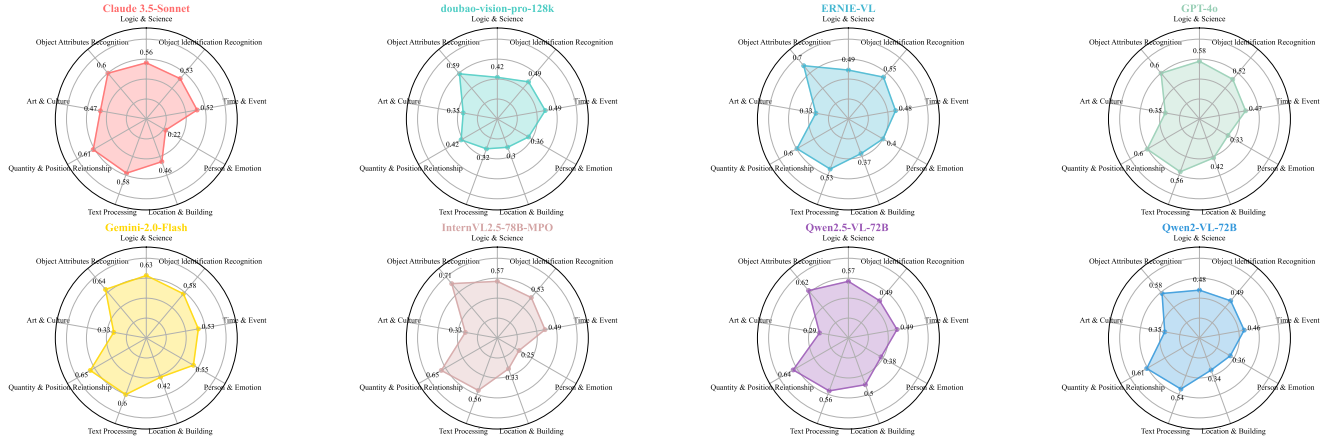 Claude 3.5-Sonnet
Logic & Science
Object Attributes Recognition
Object Identification Recognition
0.56
0.6
0.53
Art & Culture
0.47
0.52
Time & Event
0.22
0.61
Quantity & Position Relationship
Person & Emotion
0.58
0.46
Text Processing
Location & Building
doubao-vision-pro-128k
Logic & Science
Object Attributes Recognition
Object Identification Recognition
0.42
0.59
0.49
Art & Culture
0.35
0.49
Time & Event
0.36
0.42
Quantity & Position Relationship
Person & Emotion
0.32
0.3
Text Processing
Location & Building
ERNIE-VL
Logic & Science
Object Attributes Recognition
Object Identification Recognition
0.7
0.49
0.55
Art & Culture
0.33
0.48
Time & Event
0.4
0.6
Quantity & Position Relationship
Person & Emotion
0.53
0.37
Text Processing
Location & Building
GPT-4o
Logic & Science
Object Attributes Recognition
Object Identification Recognition
0.58
0.6
0.52
Art & Culture
0.35
0.47
Time & Event
0.33
0.6
Quantity & Position Relationship
Person & Emotion
0.56
0.42
Text Processing
Location & Building
Gemini-2.0-Flash
Logic & Science
Object Attributes Recognition
Object Identification Recognition
0.63
0.64
0.58
Art & Culture
0.33
0.53
Time & Event
0.55
0.65
Quantity & Position Relationship
Person & Emotion
0.6
0.42
Text Processing
Location & Building
InternVL2.5-78B-MPO
Logic & Science
Object Attributes Recognition
Object Identification Recognition
0.71
0.57
0.53
Art & Culture
0.33
0.49
Time & Event
0.25
0.65
Quantity & Position Relationship
Person & Emotion
0.56
0.33
Text Processing
Location & Building
Qwen2.5-VL-72B
Logic & Science
Object Attributes Recognition
Object Identification Recognition
0.57
0.62
0.49
Art & Culture
0.29
0.49
Time & Event
0.38
0.64
Quantity & Position Relationship
Person & Emotion
0.56
0.5
Text Processing
Location & Building
Qwen2-VL-72B
Logic & Science
Object Attributes Recognition
Object Identification Recognition
0.48
0.58
0.49
Art & Culture
0.35
0.46
Time & Event
0.36
0.61
Quantity & Position Relationship
Person & Emotion
0.54
0.34
Text Processing
Location & Building